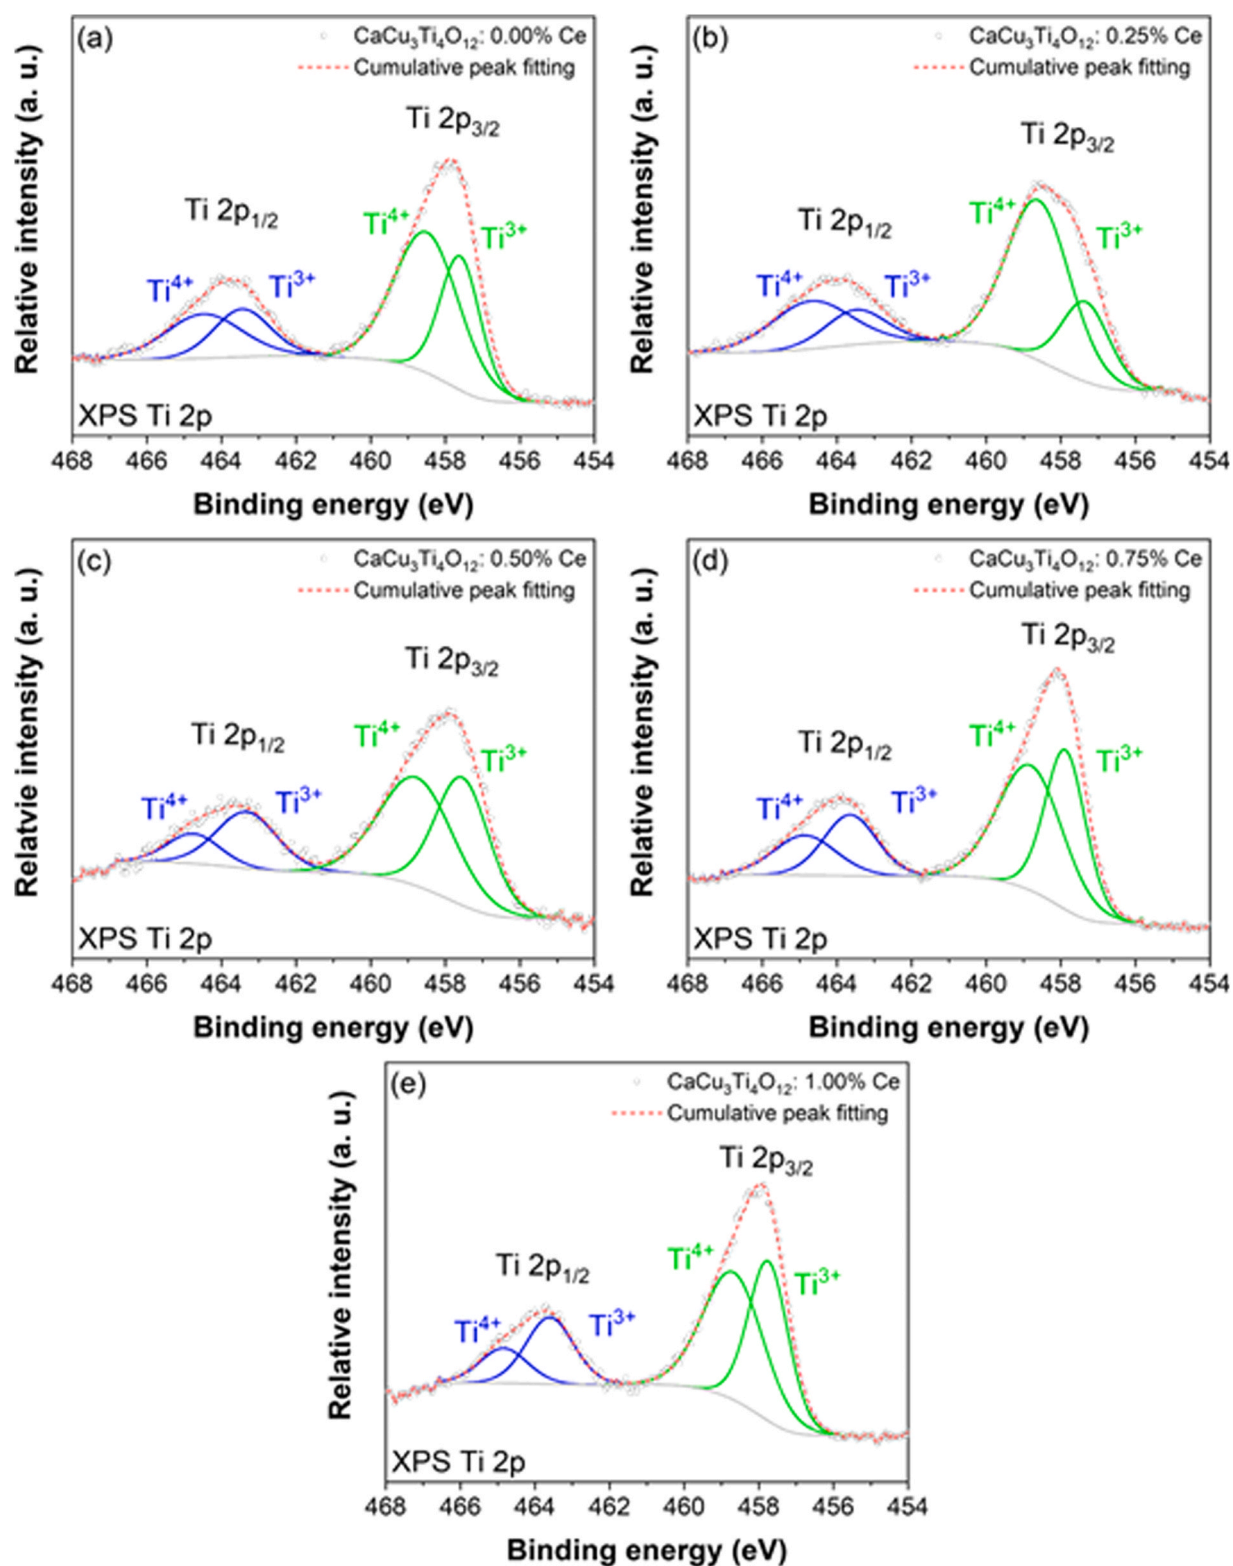 (a)
CaCu₃Ti₄O₁₂: 0.00% Ce
Cumulative peak fitting
Ti 2p₃/₂
Ti 2p₁/₂
Ti⁴⁺
Ti³⁺
Ti⁴⁺
Ti³⁺
XPS Ti 2p
Relative intensity (a. u.)
468 466 464 462 460 458 456 454
Binding energy (eV)
(b)
CaCu₃Ti₄O₁₂: 0.25% Ce
Cumulative peak fitting
Ti 2p₃/₂
Ti 2p₁/₂
Ti⁴⁺
Ti³⁺
Ti⁴⁺
Ti³⁺
XPS Ti 2p
Relative intensity (a. u.)
468 466 464 462 460 458 456 454
Binding energy (eV)
(c)
CaCu₃Ti₄O₁₂: 0.50% Ce
Cumulative peak fitting
Ti 2p₃/₂
Ti 2p₁/₂
Ti⁴⁺
Ti³⁺
Ti⁴⁺
Ti³⁺
XPS Ti 2p
Relatvie intensity (a. u.)
468 466 464 462 460 458 456 454
Binding energy (eV)
(d)
CaCu₃Ti₄O₁₂: 0.75% Ce
Cumulative peak fitting
Ti 2p₃/₂
Ti 2p₁/₂
Ti⁴⁺
Ti³⁺
Ti⁴⁺
Ti³⁺
XPS Ti 2p
Relative intensity (a. u.)
468 466 464 462 460 458 456 454
Binding energy (eV)
(e)
CaCu₃Ti₄O₁₂: 1.00% Ce
Cumulative peak fitting
Ti 2p₃/₂
Ti 2p₁/₂
Ti⁴⁺
Ti³⁺
Ti⁴⁺
Ti³⁺
XPS Ti 2p
Relative intensity (a. u.)
468 466 464 462 460 458 456 454
Binding energy (eV)